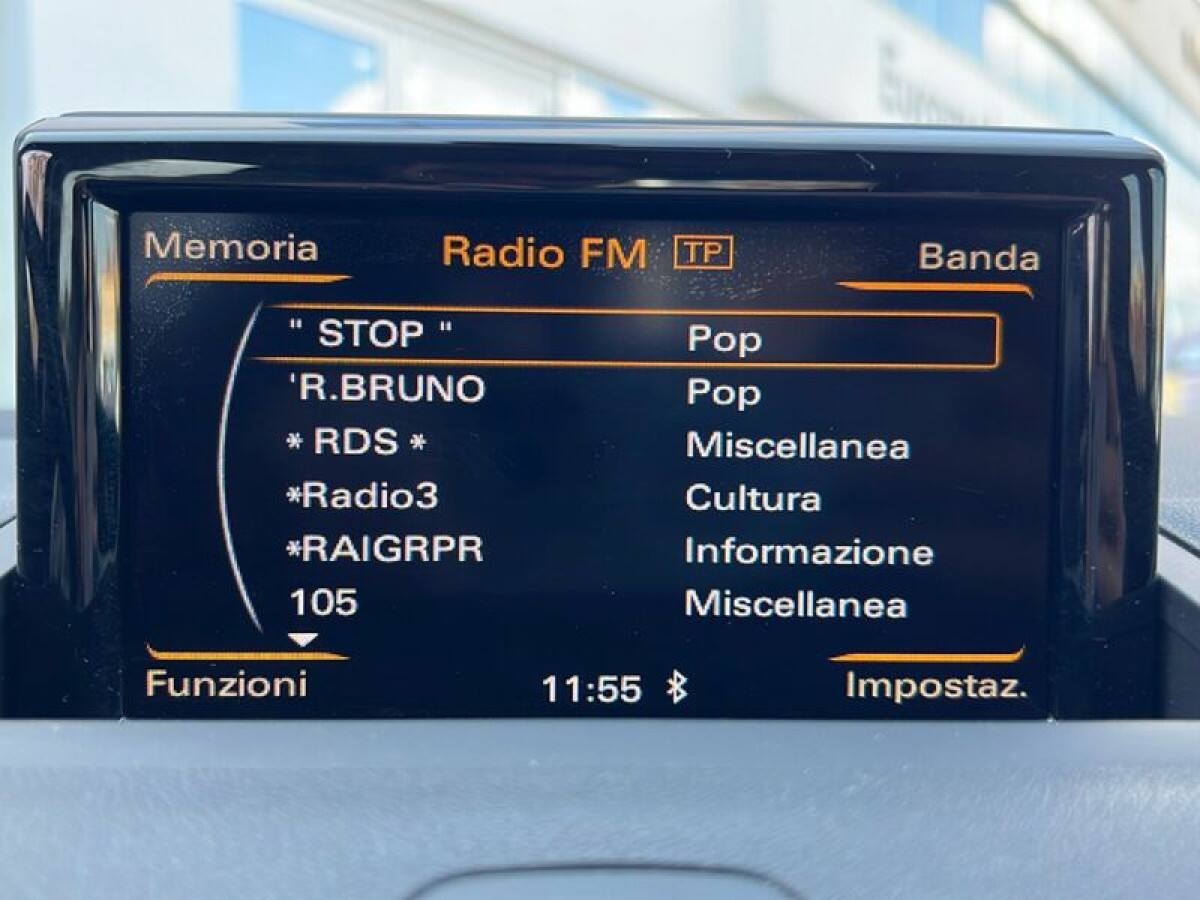 Memoria Radio FM TP Banda
" STOP " Pop
'R.BRUNO Pop
* RDS * Miscellanea
*Radio3 Cultura
*RAIGRPR Informazione
105 Miscellanea
Funzioni 11:55 Impostaz.